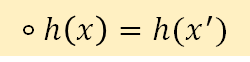 ∘ h(x) = h(x′)